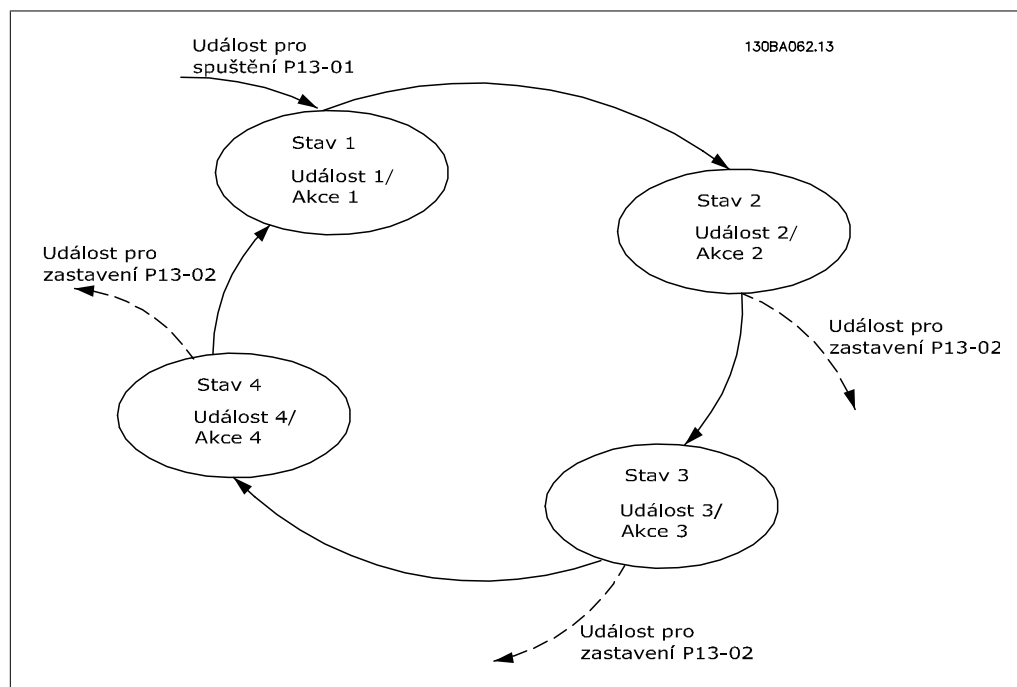 Událost pro
spuštění P13-01
130BA062.13
Stav 1
Událost 1/
Akce 1
Stav 2
Událost 2/
Akce 2
Událost pro
zastavení P13-02
Událost pro
zastavení P13-02
Stav 4
Událost 4/
Akce 4
Stav 3
Událost 3/
Akce 3
Událost pro
zastavení P13-02